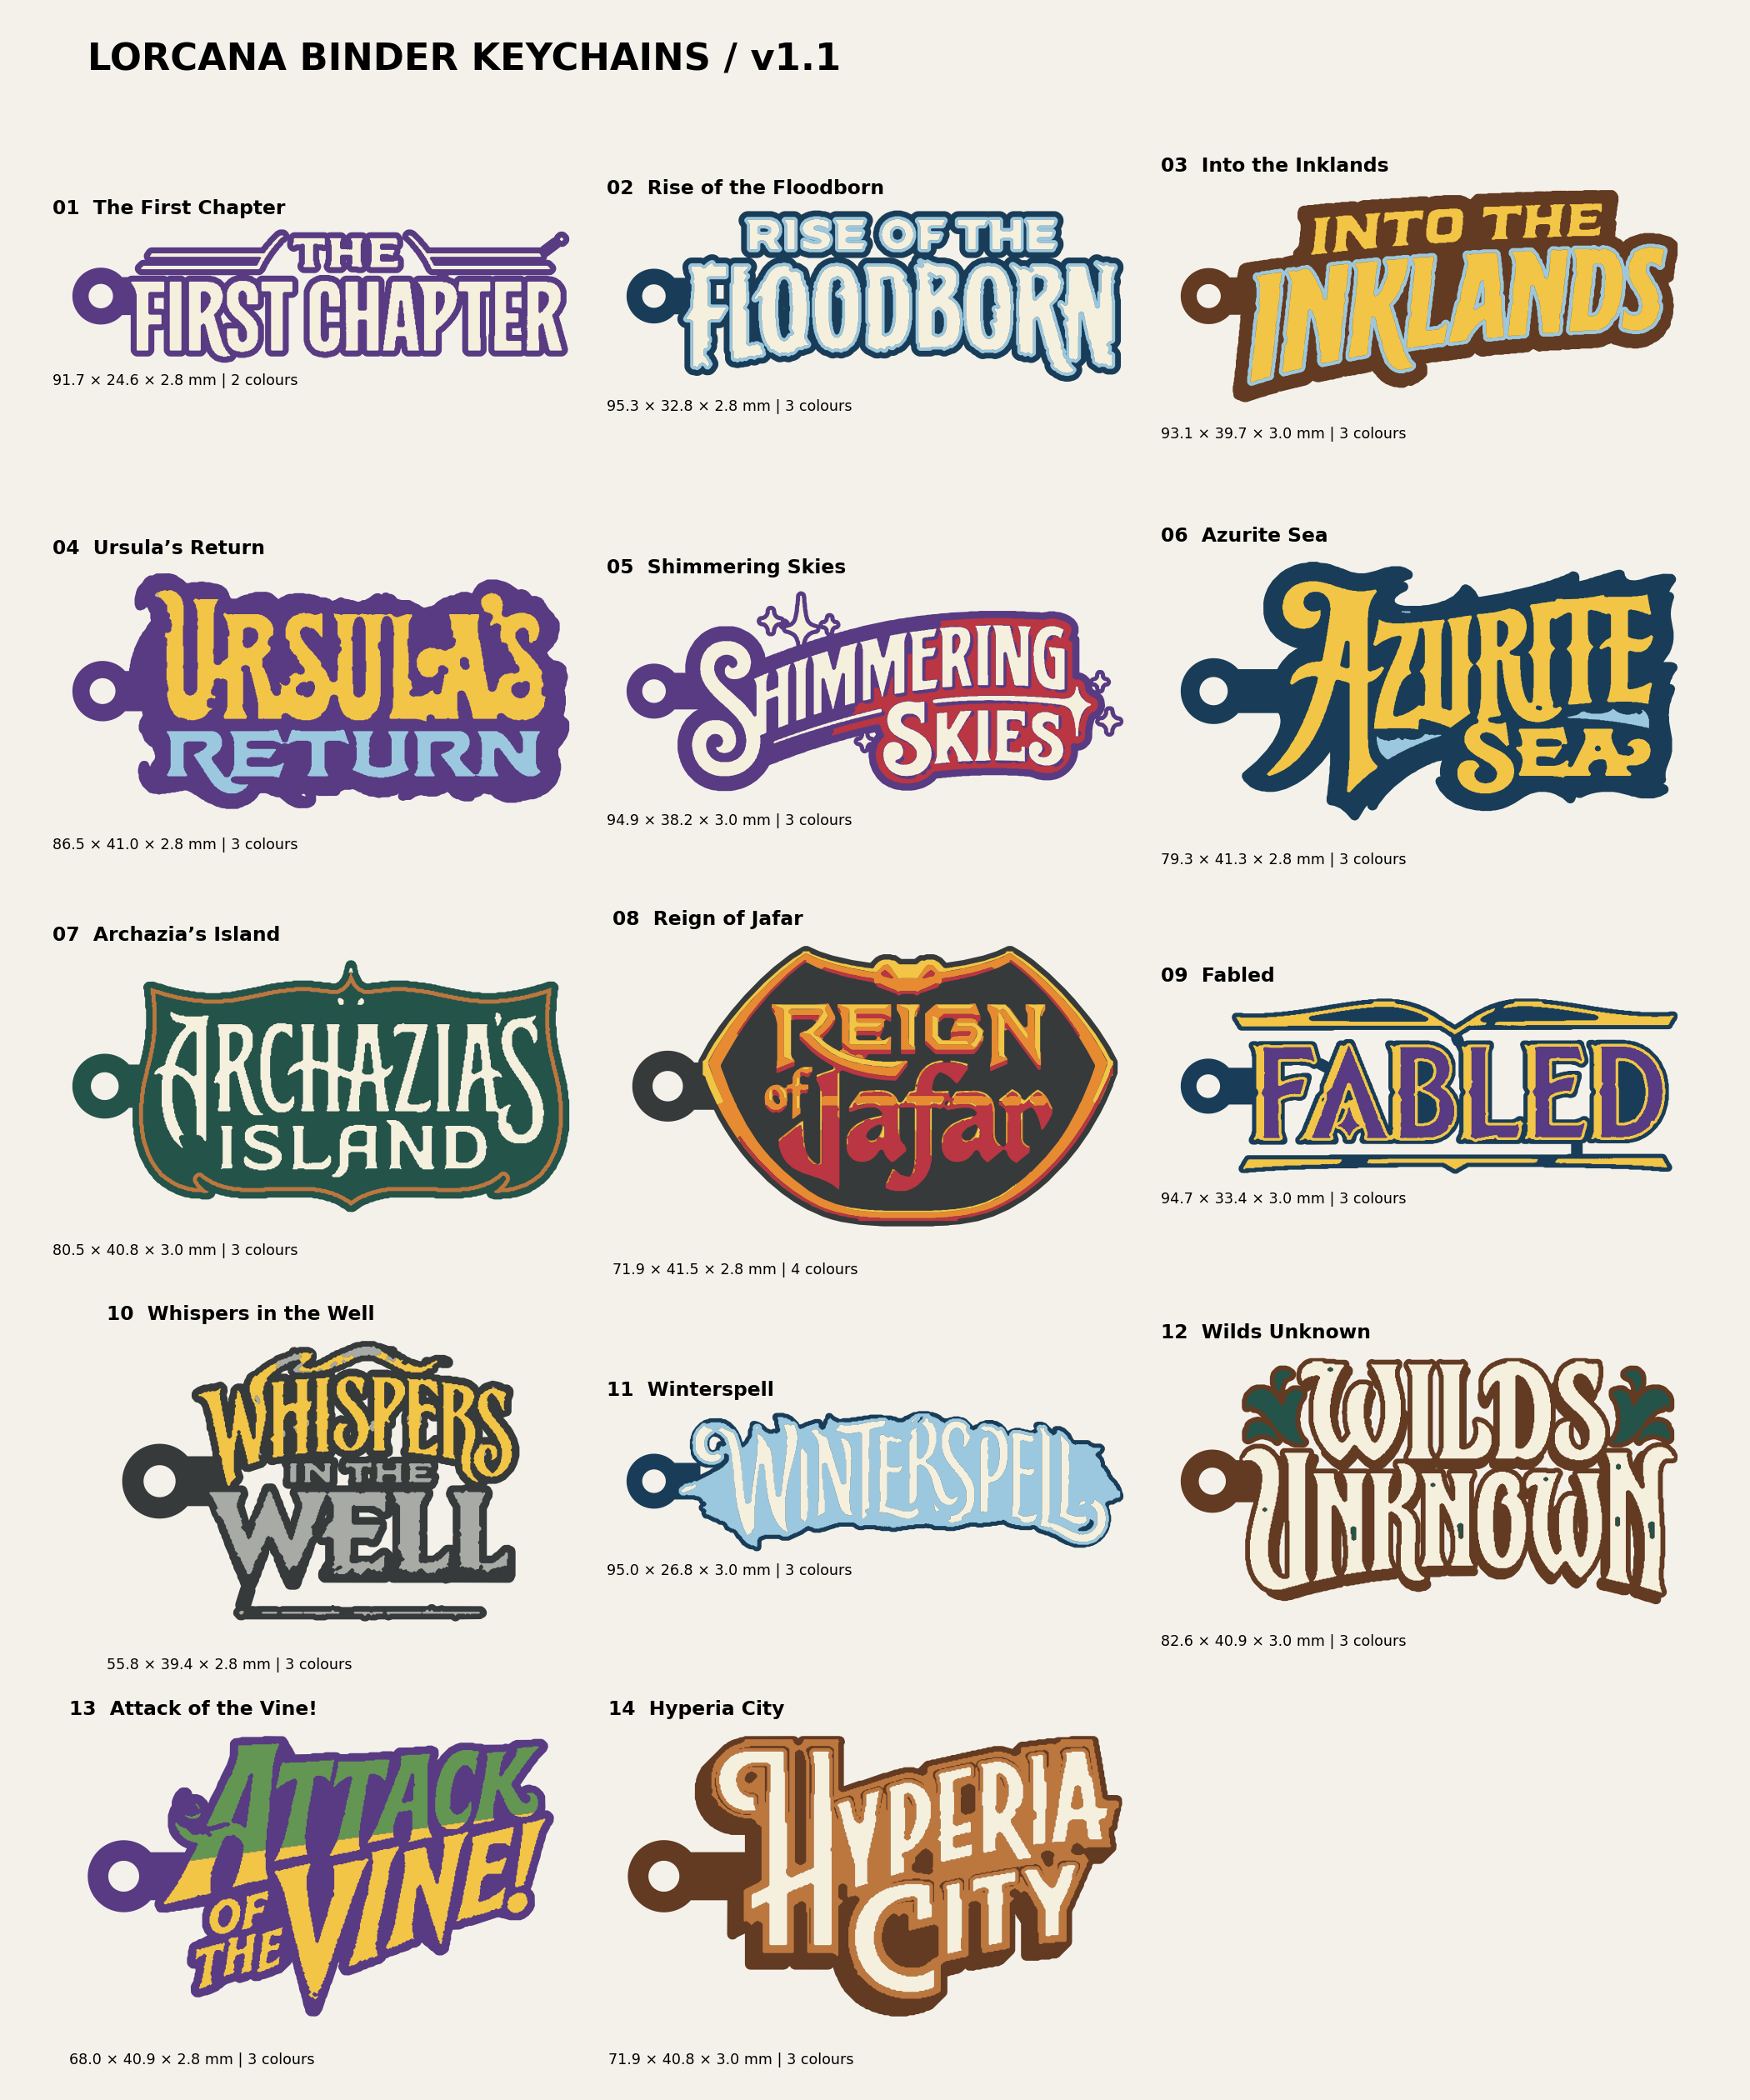 LORCANA BINDER KEYCHAINS / v1.1
01 The First Chapter
THE
FIRST CHAPTER
91.7 × 24.6 × 2.8 mm | 2 colours
02 Rise of the Floodborn
RISE OF THE
FLOODBORN
95.3 × 32.8 × 2.8 mm | 3 colours
03 Into the Inklands
INTO THE
INKLANDS
93.1 × 39.7 × 3.0 mm | 3 colours
04 Ursula’s Return
URSULA'S
RETURN
86.5 × 41.0 × 2.8 mm | 3 colours
05 Shimmering Skies
SHIMMERING
SKIES
94.9 × 38.2 × 3.0 mm | 3 colours
06 Azurite Sea
AZURITE
SEA
79.3 × 41.3 × 2.8 mm | 3 colours
07 Archazia’s Island
ARCHAZIA'S
ISLAND
80.5 × 40.8 × 3.0 mm | 3 colours
08 Reign of Jafar
REIGN
of Jafar
71.9 × 41.5 × 2.8 mm | 4 colours
09 Fabled
FABLED
94.7 × 33.4 × 3.0 mm | 3 colours
10 Whispers in the Well
WHISPERS
IN THE
WELL
55.8 × 39.4 × 2.8 mm | 3 colours
11 Winterspell
WINTERSPELL
95.0 × 26.8 × 3.0 mm | 3 colours
12 Wilds Unknown
WILDS
UNKNOWN
82.6 × 40.9 × 3.0 mm | 3 colours
13 Attack of the Vine!
ATTACK
OF
THE
VINE!
68.0 × 40.9 × 2.8 mm | 3 colours
14 Hyperia City
HYPERIA
CITY
71.9 × 40.8 × 3.0 mm | 3 colours